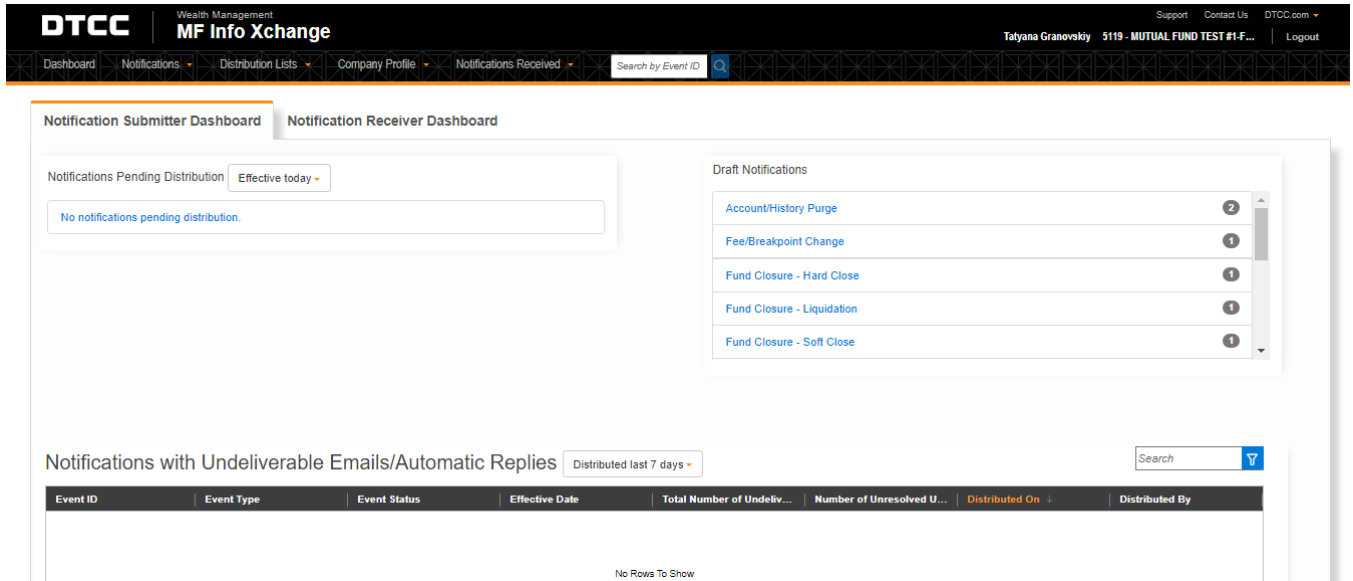 DTCC
Wealth Management
MF Info Xchange
Support Contact Us DTCC.com
Tatyana Granovskiy 5119 - MUTUAL FUND TEST #1-F... Logout
Dashboard Notifications Distribution Lists Company Profile Notifications Received Search by Event ID
Notification Submitter Dashboard Notification Receiver Dashboard
Notifications Pending Distribution Effective today
No notifications pending distribution.
Draft Notifications
Account/History Purge 2
Fee/Breakpoint Change 1
Fund Closure - Hard Close 1
Fund Closure - Liquidation 1
Fund Closure - Soft Close 1
Notifications with Undeliverable Emails/Automatic Replies Distributed last 7 days Search
Event ID Event Type Event Status Effective Date Total Number of Undeliv... Number of Unresolved U... Distributed On ↓ Distributed By
No Rows To Show